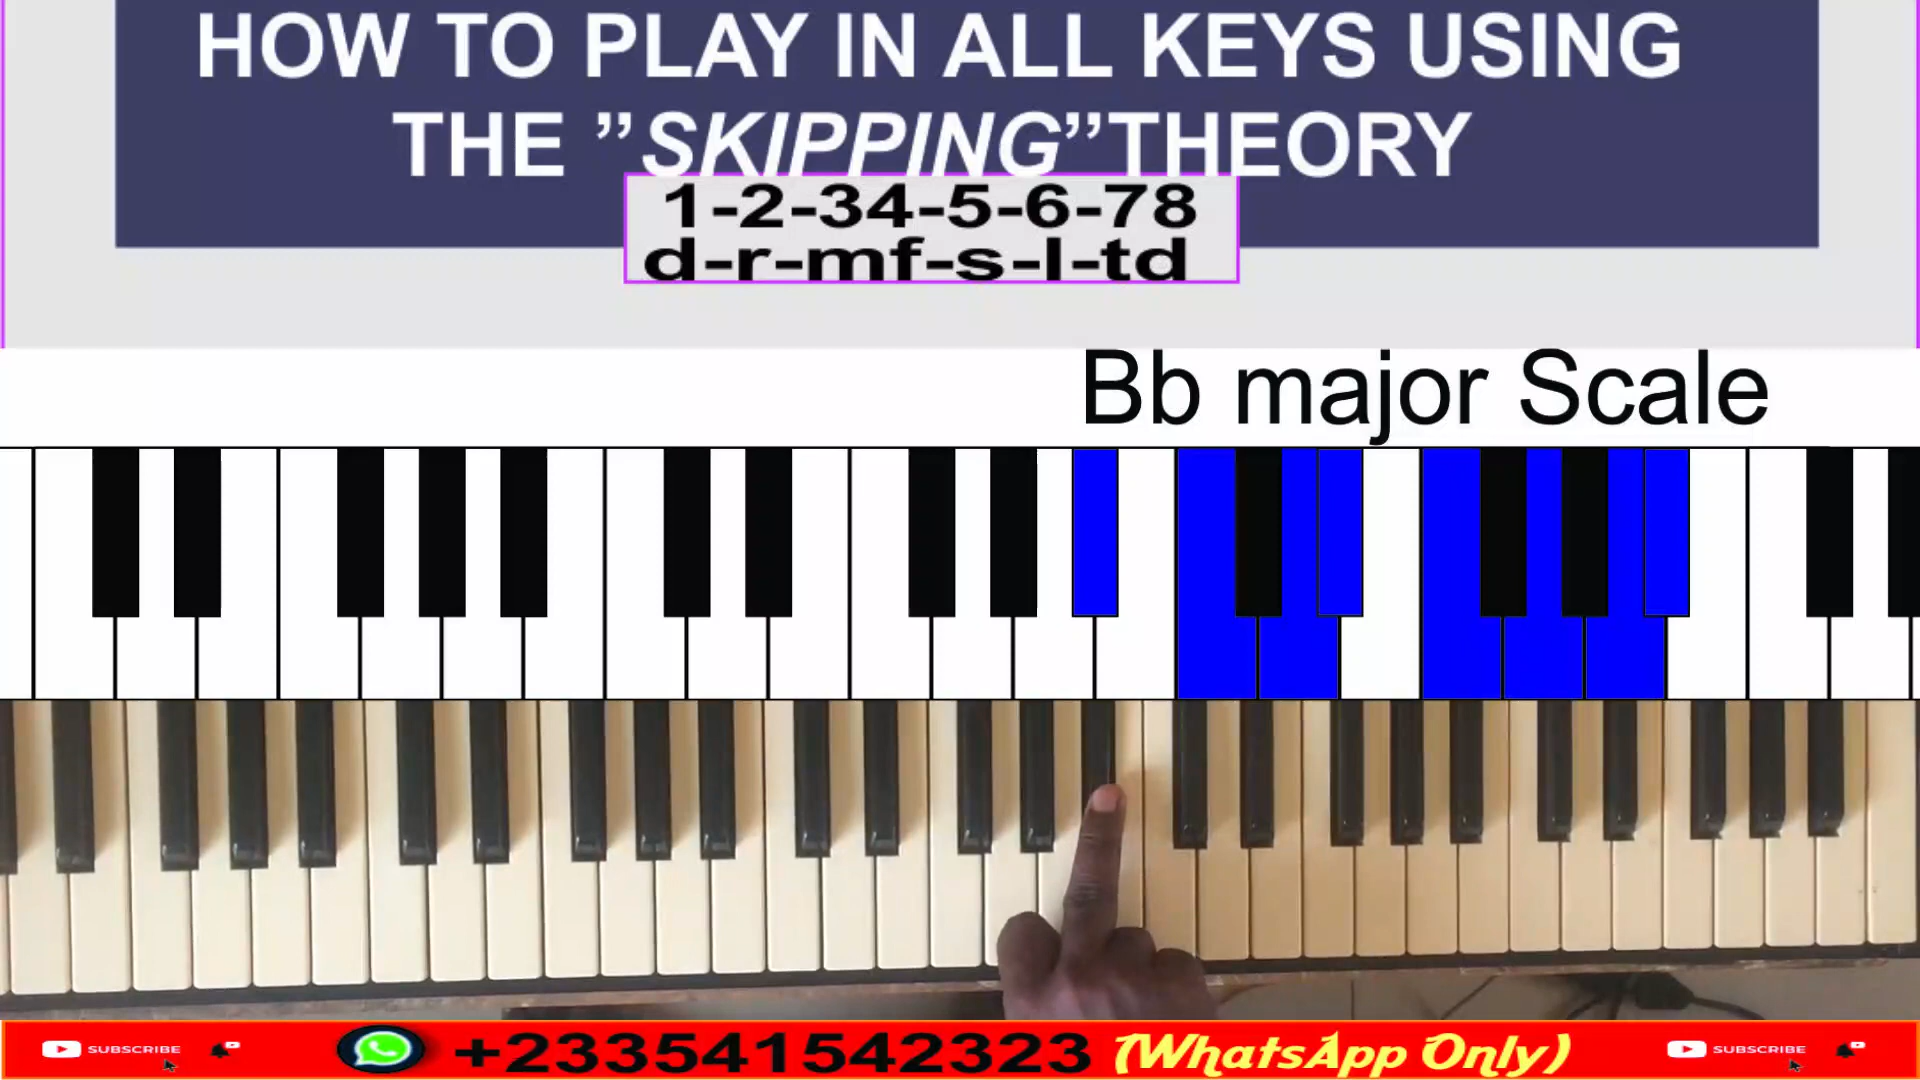 HOW TO PLAY IN ALL KEYS USING
THE ”SKIPPING”THEORY
1-2-34-5-6-78
d-r-mf-s-l-td
Bb major Scale
SUBSCRIBE
+233541542323 (WhatsApp Only)
SUBSCRIBE